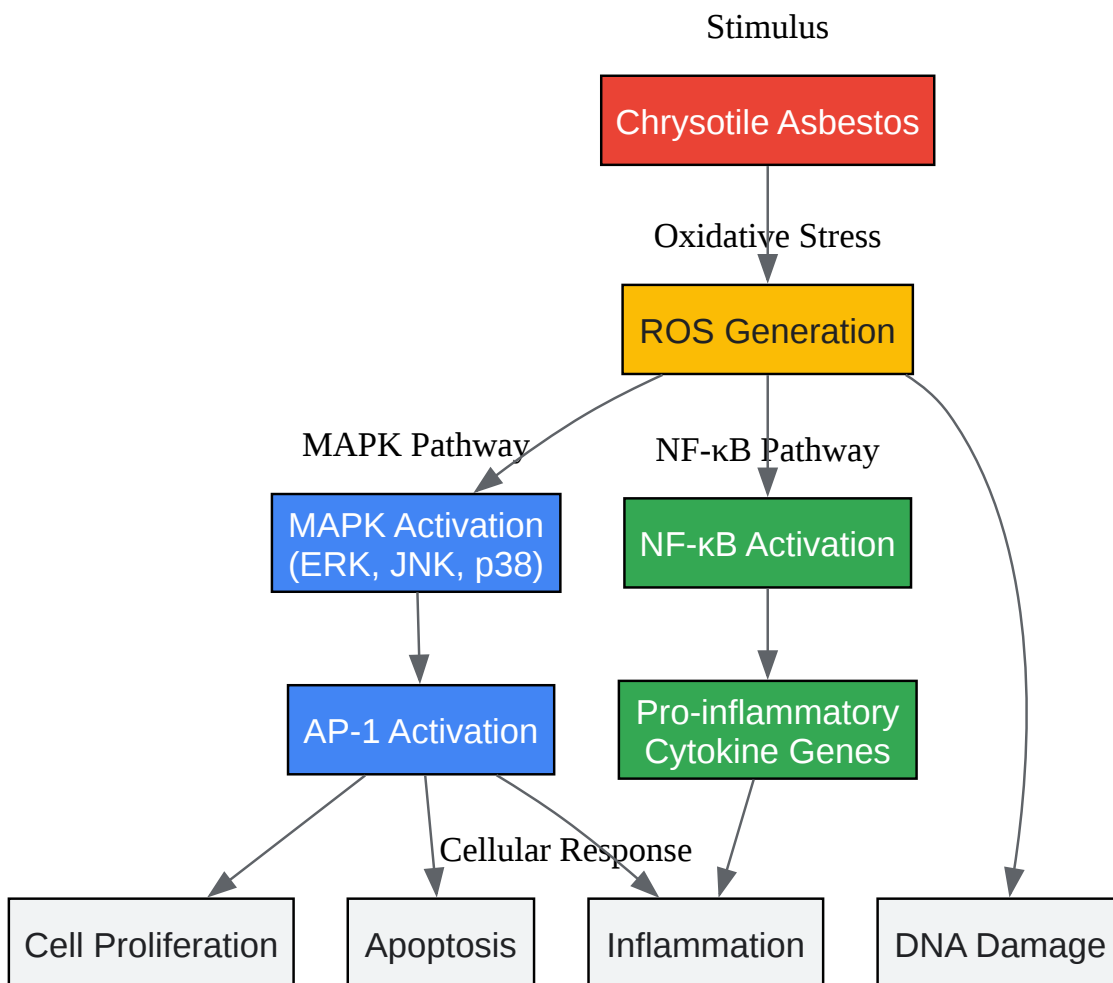 Stimulus
Chrysotile Asbestos
Oxidative Stress
ROS Generation
MAPK Pathway
NF-κB Pathway
MAPK Activation
(ERK, JNK, p38)
NF-κB Activation
AP-1 Activation
Pro-inflammatory
Cytokine Genes
Cellular Response
Cell Proliferation
Apoptosis
Inflammation
DNA Damage